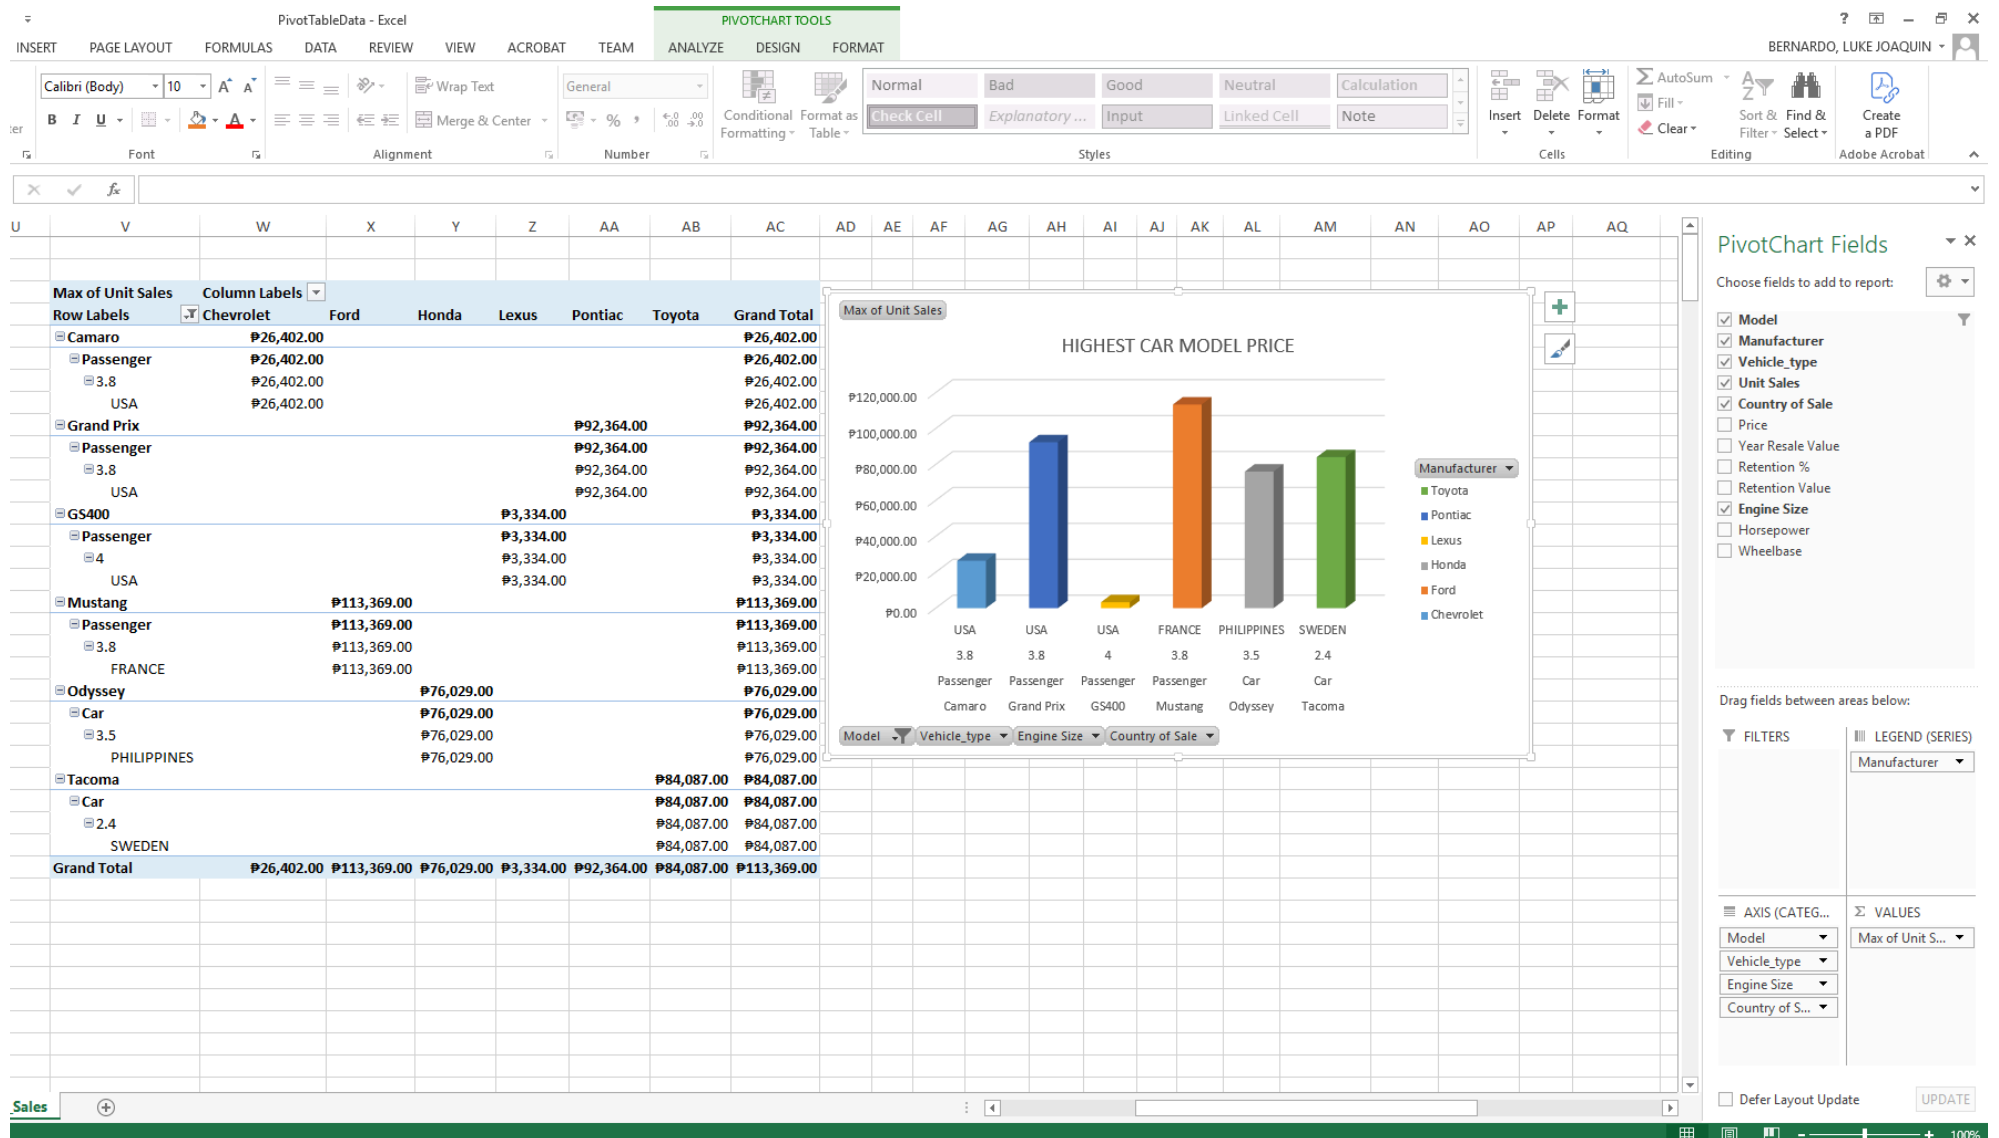 PivotTableData - Excel
PIVOTCHART TOOLS
?
INSERT PAGE LAYOUT FORMULAS DATA REVIEW VIEW ACROBAT TEAM ANALYZE DESIGN FORMAT
BERNARDO, LUKE JOAQUIN
Calibri (Body) 10 A A Wrap Text General
Conditional Formatting
Format as Table
Normal Bad Good Neutral Calculation
Check Cell Explanatory ... Input Linked Cell Note
Insert Delete Format
AutoSum
Fill
Clear
Sort & Filter
Find & Select
Create a PDF
B I U A Merge & Center % ,
Font Alignment Number Styles Cells Editing Adobe Acrobat
fx
U V W X Y Z AA AB AC AD AE AF AG AH AI AJ AK AL AM AN AO AP AQ
Max of Unit Sales Column Labels
Row Labels Chevrolet Ford Honda Lexus Pontiac Toyota Grand Total
Camaro ₱26,402.00 ₱26,402.00
Passenger ₱26,402.00 ₱26,402.00
3.8 ₱26,402.00 ₱26,402.00
USA ₱26,402.00 ₱26,402.00
Grand Prix ₱92,364.00 ₱92,364.00
Passenger ₱92,364.00 ₱92,364.00
3.8 ₱92,364.00 ₱92,364.00
USA ₱92,364.00 ₱92,364.00
GS400 ₱3,334.00 ₱3,334.00
Passenger ₱3,334.00 ₱3,334.00
4 ₱3,334.00 ₱3,334.00
USA ₱3,334.00 ₱3,334.00
Mustang ₱113,369.00 ₱113,369.00
Passenger ₱113,369.00 ₱113,369.00
3.8 ₱113,369.00 ₱113,369.00
FRANCE ₱113,369.00 ₱113,369.00
Odyssey ₱76,029.00 ₱76,029.00
Car ₱76,029.00 ₱76,029.00
3.5 ₱76,029.00 ₱76,029.00
PHILIPPINES ₱76,029.00 ₱76,029.00
Tacoma ₱84,087.00 ₱84,087.00
Car ₱84,087.00 ₱84,087.00
2.4 ₱84,087.00 ₱84,087.00
SWEDEN ₱84,087.00 ₱84,087.00
Grand Total ₱26,402.00 ₱113,369.00 ₱76,029.00 ₱3,334.00 ₱92,364.00 ₱84,087.00 ₱113,369.00
Max of Unit Sales
HIGHEST CAR MODEL PRICE
₱120,000.00
₱100,000.00
₱80,000.00
₱60,000.00
₱40,000.00
₱20,000.00
₱0.00
USA USA USA FRANCE PHILIPPINES SWEDEN
3.8 3.8 4 3.8 3.5 2.4
Passenger Passenger Passenger Passenger Car Car
Camaro Grand Prix GS400 Mustang Odyssey Tacoma
Manufacturer
Toyota
Pontiac
Lexus
Honda
Ford
Chevrolet
Model Vehicle_type Engine Size Country of Sale
PivotChart Fields
Choose fields to add to report:
Model
Manufacturer
Vehicle_type
Unit Sales
Country of Sale
Price
Year Resale Value
Retention %
Retention Value
Engine Size
Horsepower
Wheelbase
Drag fields between areas below:
FILTERS
LEGEND (SERIES)
Manufacturer
AXIS (CATEG...
Model
Vehicle_type
Engine Size
Country of S...
Σ VALUES
Max of Unit S...
Defer Layout Update UPDATE
_Sales
100%